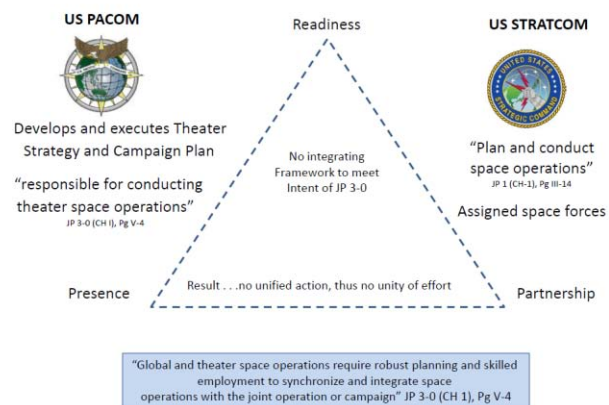 US PACOM
Develops and executes Theater
Strategy and Campaign Plan
“responsible for conducting
theater space operations”
JP 3-0 (CH I), Pg V-4
Readiness
US STRATCOM
UNITED STATES
STRATEGIC COMMAND
“Plan and conduct
space operations”
JP 1 (CH-1), Pg III-14
Assigned space forces
No integrating
Framework to meet
Intent of JP 3-0
Result . . .no unified action, thus no unity of effort
Presence
Partnership
“Global and theater space operations require robust planning and skilled
employment to synchronize and integrate space
operations with the joint operation or campaign” JP 3-0 (CH 1), Pg V-4